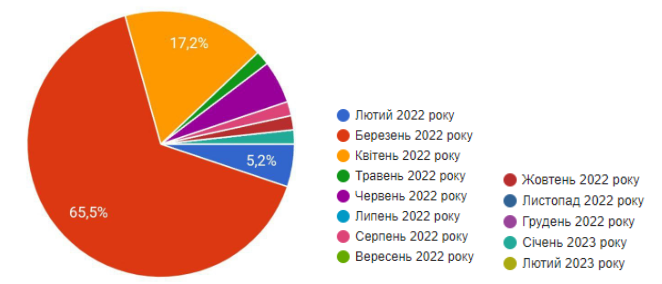 17,2%
5,2%
65,5%
Лютий 2022 року
Березень 2022 року
Квітень 2022 року
Травень 2022 року
Червень 2022 року
Липень 2022 року
Серпень 2022 року
Вересень 2022 року
Жовтень 2022 року
Листопад 2022 року
Грудень 2022 року
Січень 2023 року
Лютий 2023 року